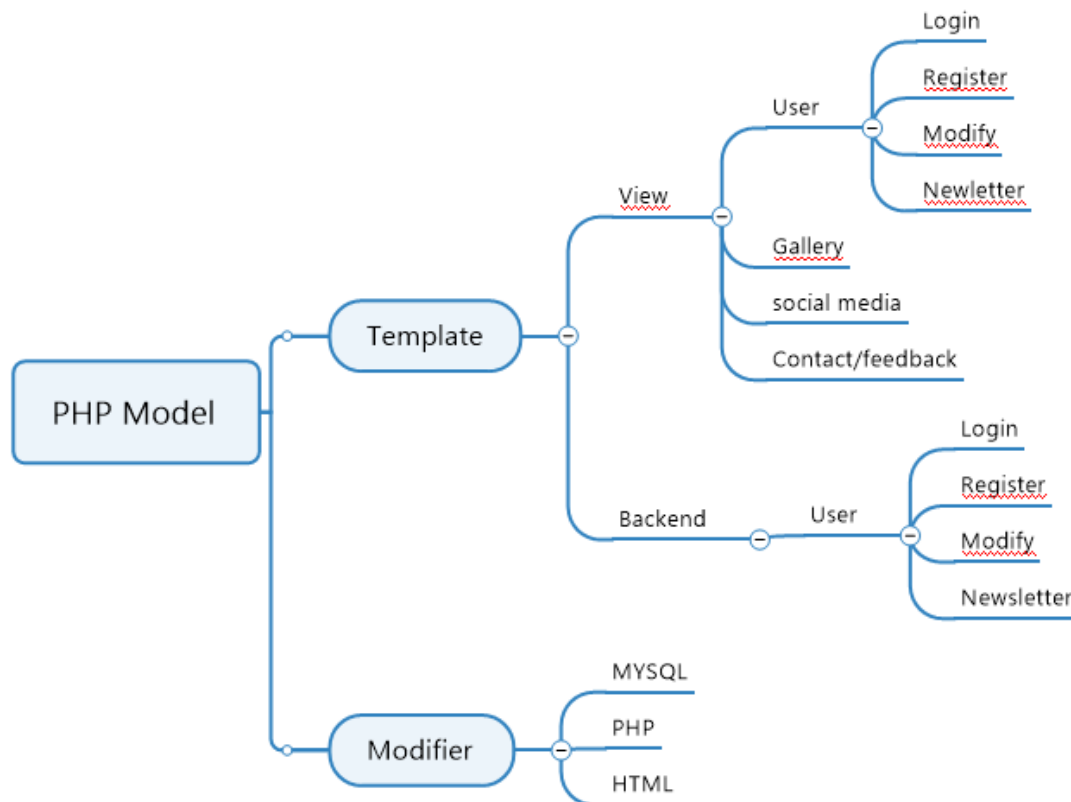 PHP Model
Template
View
User
Login
Register
Modify
Newletter
Gallery
social media
Contact/feedback
Backend
User
Login
Register
Modify
Newsletter
Modifier
MYSQL
PHP
HTML